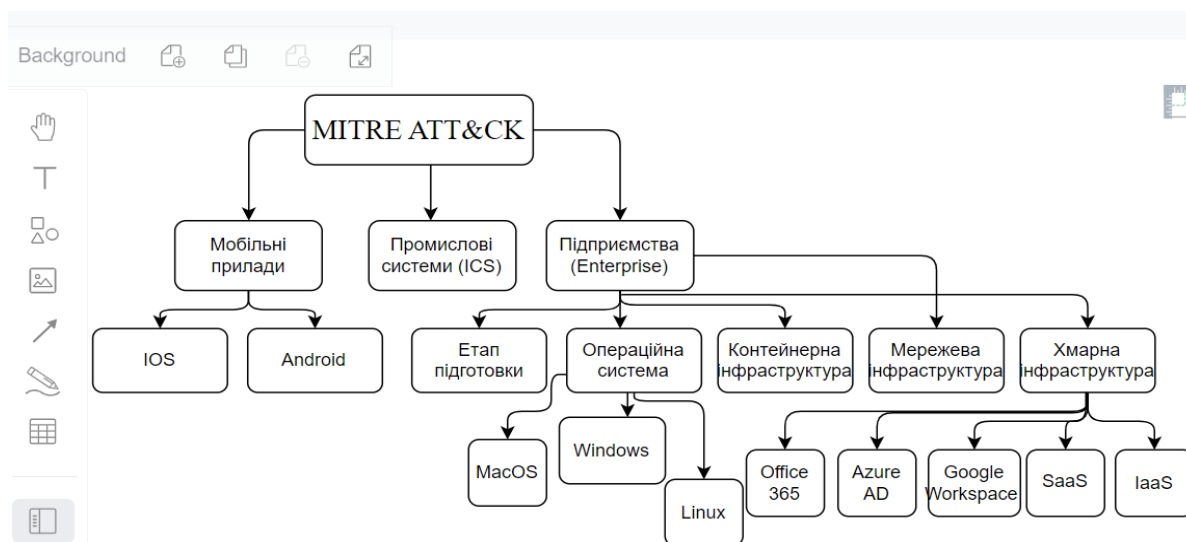 Background
MITRE ATT&CK
Мобільні
прилади
Промислові
системи (ICS)
Підприємства
(Enterprise)
IOS
Android
Етап
підготовки
Операційна
система
Контейнерна
інфраструктура
Мережева
інфраструктура
Хмарна
інфраструктура
MacOS
Windows
Linux
Office
365
Azure
AD
Google
Workspace
SaaS
IaaS